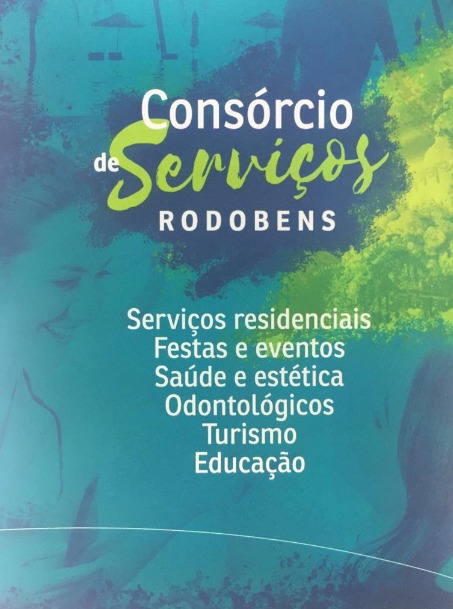 Consórcio
de Serviços
RODOBENS
Serviços residenciais
Festas e eventos
Saúde e estética
Odontológicos
Turismo
Educação